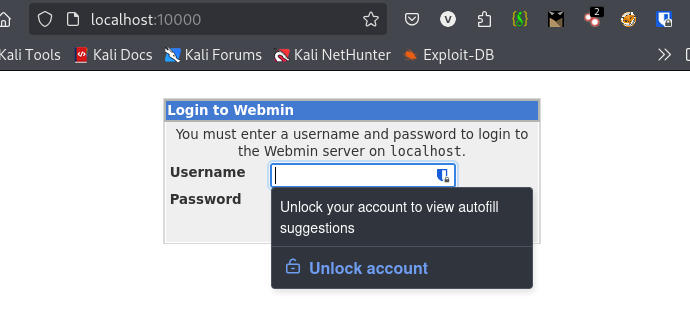 localhost:10000
2
Kali Tools Kali Docs Kali Forums Kali NetHunter Exploit-DB
Login to Webmin
You must enter a username and password to login to
the Webmin server on localhost.
Username
Password
Unlock your account to view autofill
suggestions
Unlock account